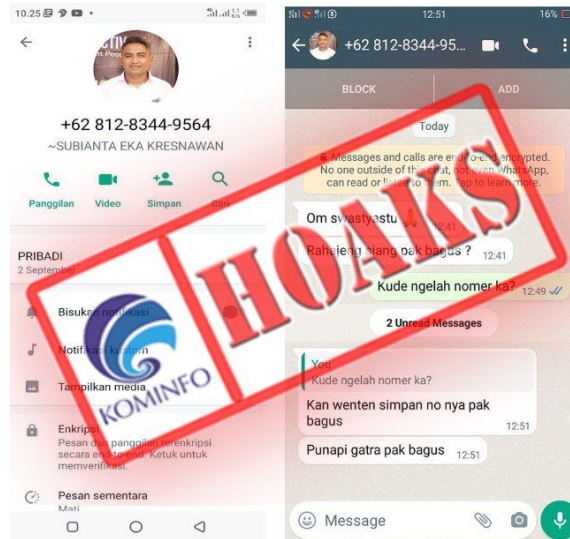 10.25
+62 812-8344-9564
~SUBIANTA EKA KRESNAWAN
Panggilan Video Simpan Cari
PRIBADI
2 September
Bisukan notifikasi
Notifikasi kustom
Tampilkan media
Enkripsi
Pesan dan panggilan terenkripsi
secara end-to-end. Ketuk untuk
memverifikasi.
Pesan sementara
Mati
12:51 16%
+62 812-8344-95...
BLOCK ADD
Today
Messages and calls are end-to-end encrypted.
No one outside of this chat, not even WhatsApp,
can read or listen to them. Tap to learn more.
Om swastyastu 🙏 12:41
Rahajeng siang pak bagus ? 12:41
Kude ngelah nomer ka? 12:49
2 Unread Messages
You
Kude ngelah nomer ka?
Kan wenten simpan no nya pak
bagus 12:51
Punapi gatra pak bagus 12:51
Message
KOMINFO
HOAKS